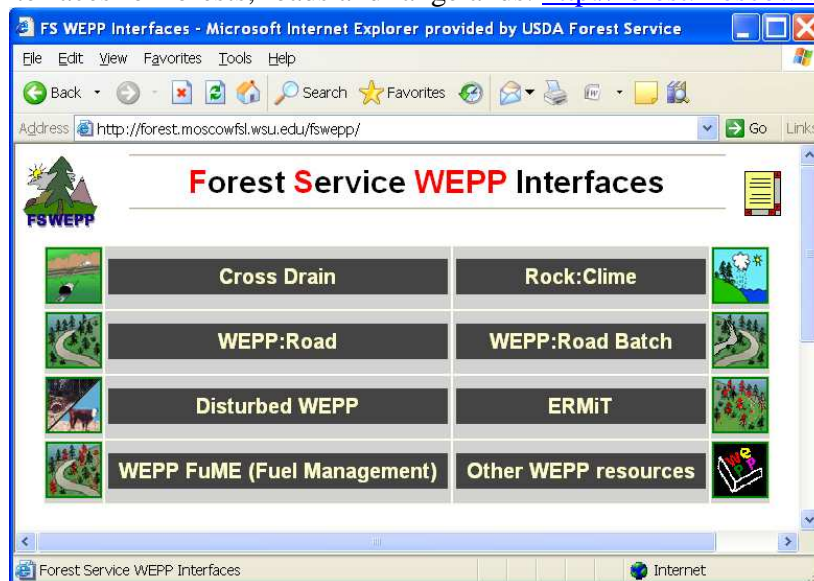 FS WEPP Interfaces - Microsoft Internet Explorer provided by USDA Forest Service
File Edit View Favorites Tools Help
Back Search Favorites
Address http://forest.moscowfsl.wsu.edu/fswepp/ Go Links
Forest Service WEPP Interfaces
FSWEPP
Cross Drain Rock:Clime
WEPP:Road WEPP:Road Batch
Disturbed WEPP ERMiT
WEPP FuME (Fuel Management) Other WEPP resources
WePP
Forest Service WEPP Interfaces Internet